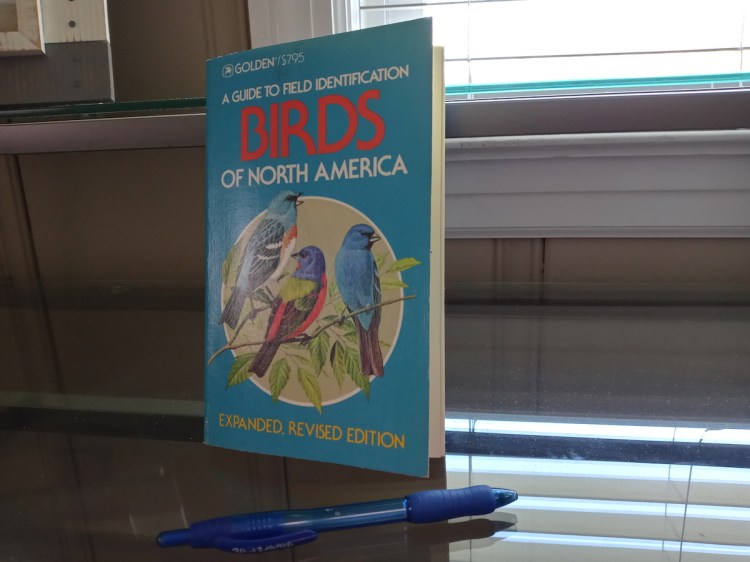 GOLDEN®/$7.95
A GUIDE TO FIELD IDENTIFICATION
BIRDS
OF NORTH AMERICA
EXPANDED, REVISED EDITION